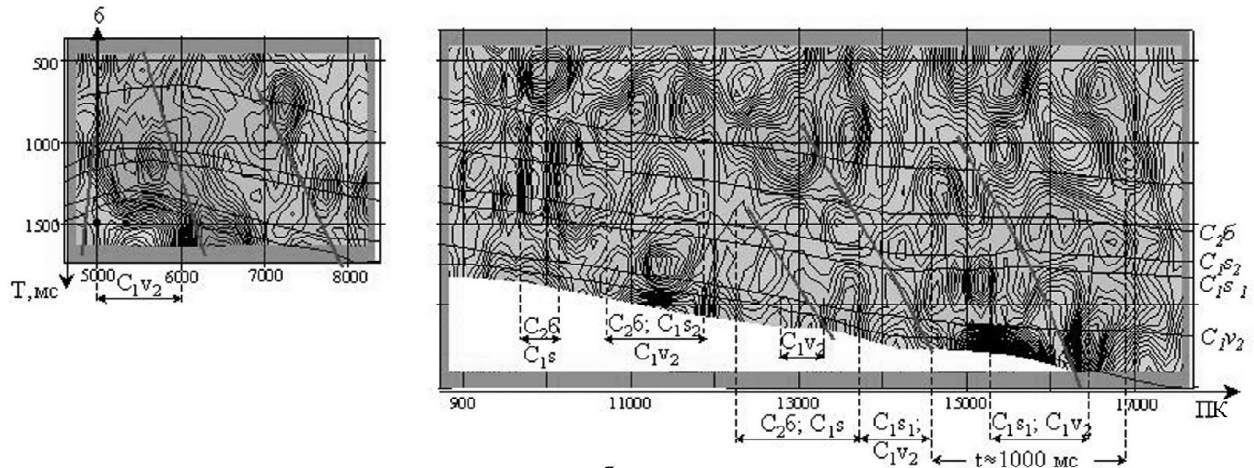 б
500
1000
1500
Т, мс
5000 6000 7000 8000
C₁v₂
C₂б
C₁s₂
C₁s₁
C₁v₂
900 11000 13000 15000 17000
ПК
C₂б
C₁s
C₂б; C₁s₂
C₁v₂
C₁v₂
C₂б; C₁s
C₁s₁;
C₁v₂
C₁s₁; C₁v₂
t≈1000 мс